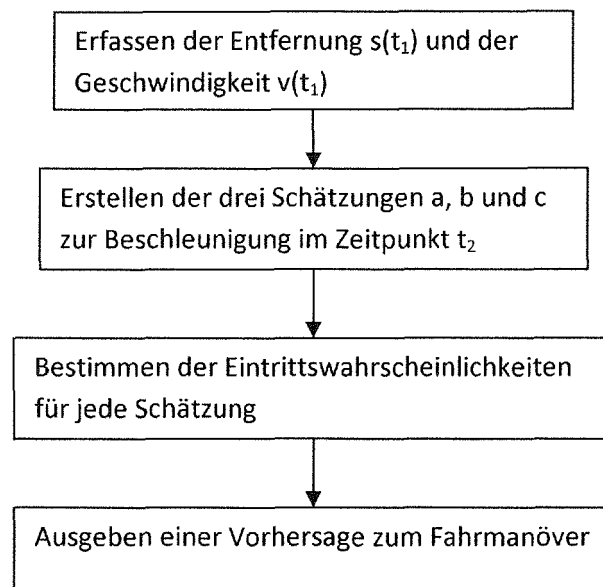 Erfassen der Entfernung s(t₁) und der
Geschwindigkeit v(t₁)
Erstellen der drei Schätzungen a, b und c
zur Beschleunigung im Zeitpunkt t₂
Bestimmen der Eintrittswahrscheinlichkeiten
für jede Schätzung
Ausgeben einer Vorhersage zum Fahrmanöver